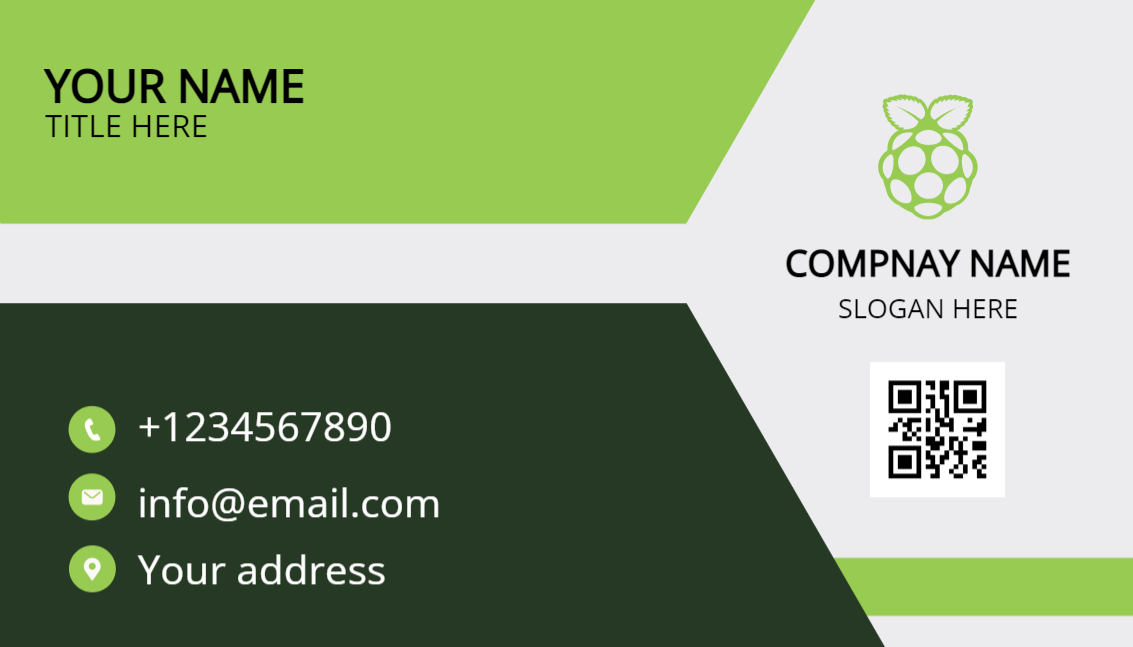 YOUR NAME
TITLE HERE
COMPNAY NAME
SLOGAN HERE
+1234567890
info@email.com
Your address